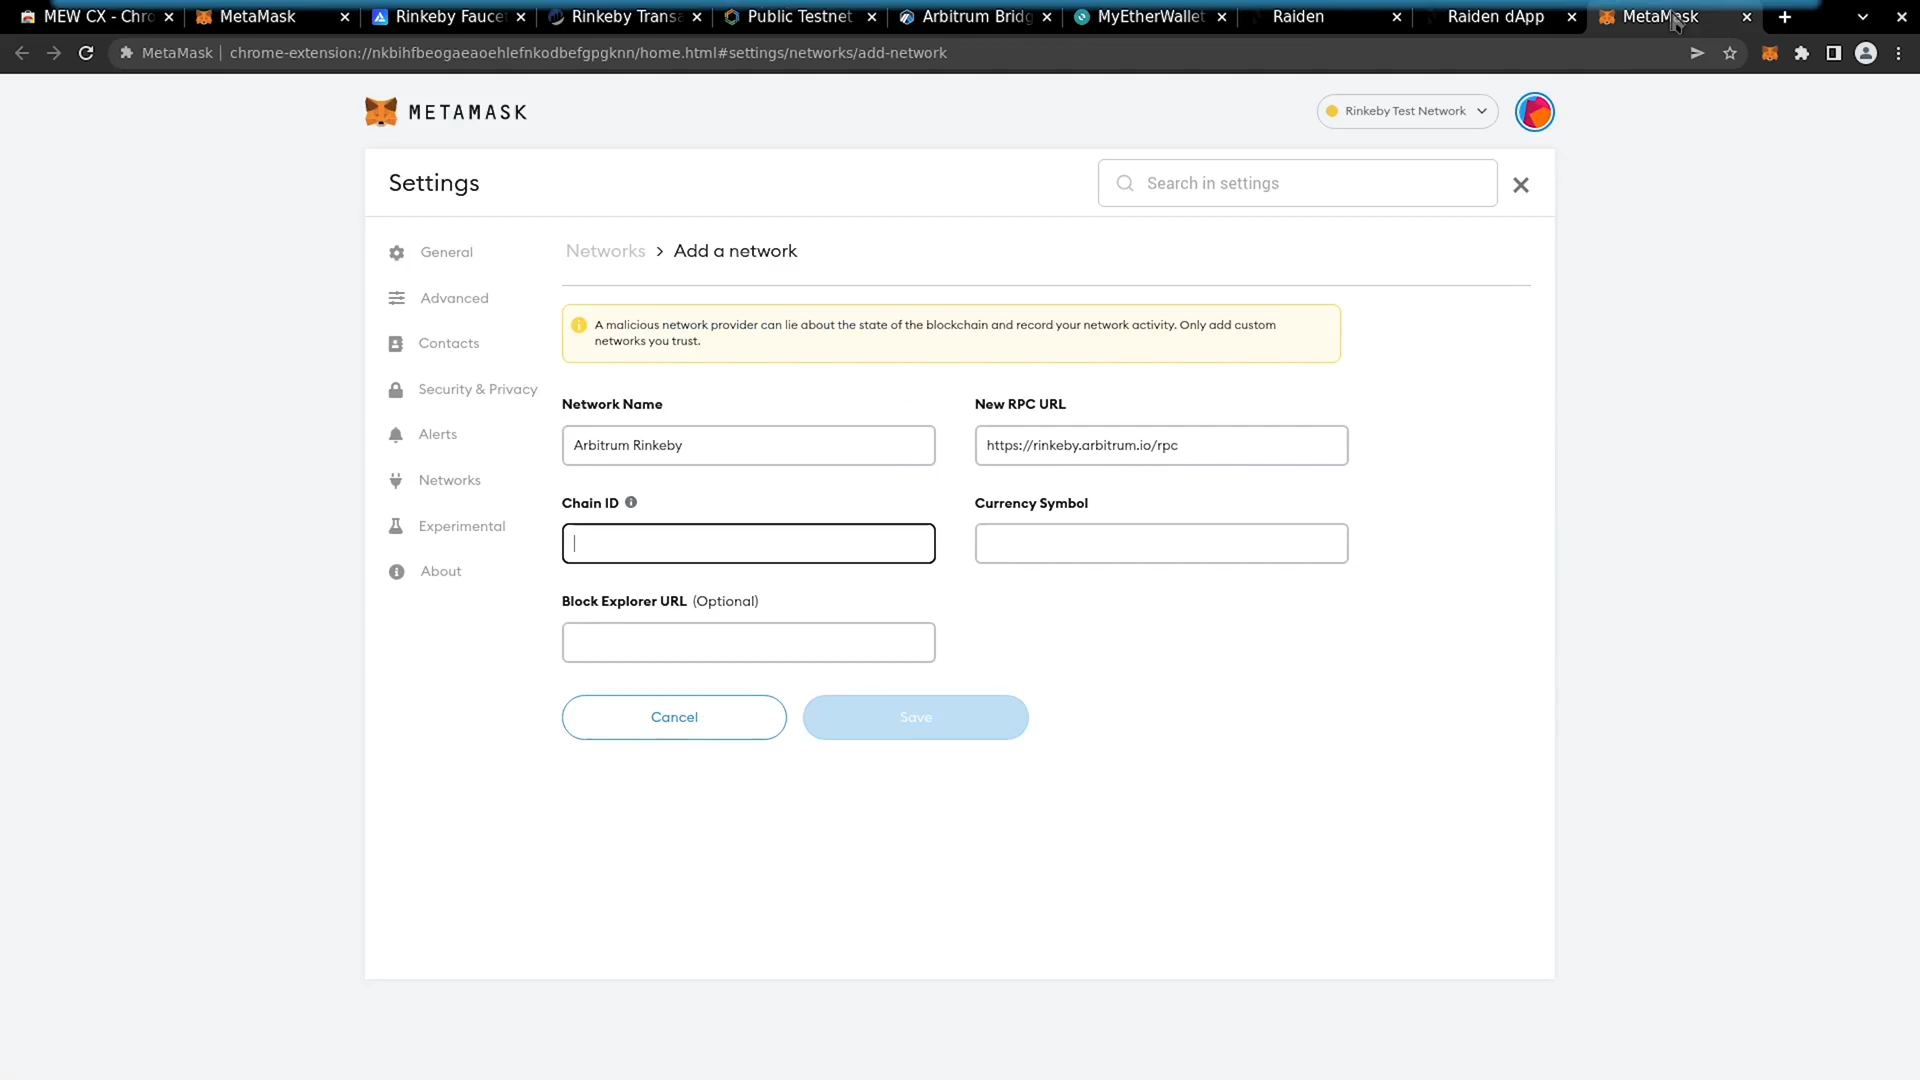 MEW CX - Chro
MetaMask
Rinkeby Faucet
Rinkeby Transa
Public Testnet
Arbitrum Bridg
MyEtherWallet
Raiden
Raiden dApp
MetaMask
MetaMask
chrome-extension://nkbihfbeogaeaoehlefnkodbefgpgknn/home.html#settings/networks/add-network
METAMASK
Rinkeby Test Network
Settings
Search in settings
General
Advanced
Contacts
Security & Privacy
Alerts
Networks
Experimental
About
Networks > Add a network
A malicious network provider can lie about the state of the blockchain and record your network activity. Only add custom
networks you trust.
Network Name
New RPC URL
Arbitrum Rinkeby
https://rinkeby.arbitrum.io/rpc
Chain ID
Currency Symbol
Block Explorer URL (Optional)
Cancel
Save